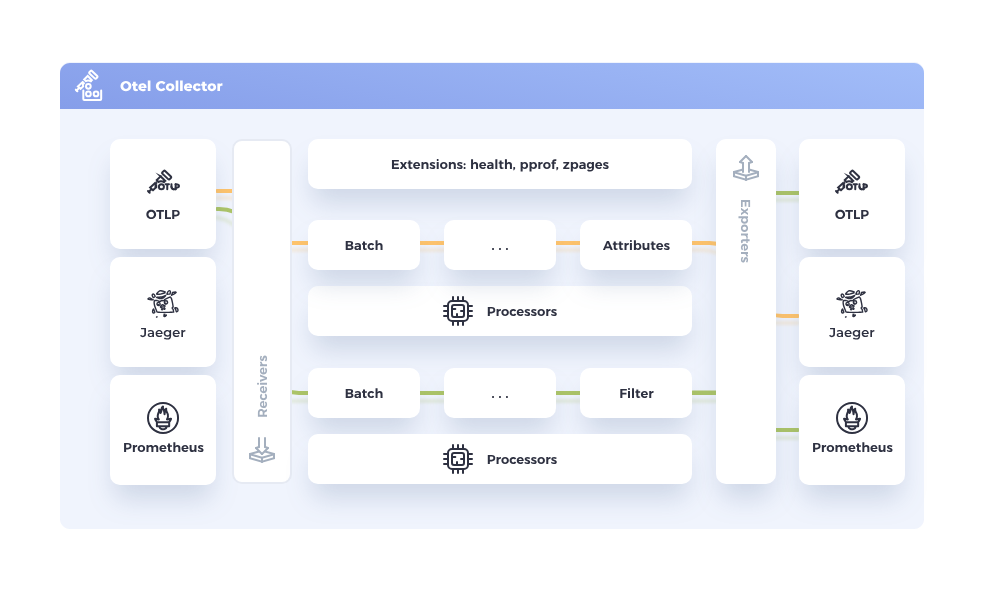 Otel Collector
OTLP
Jaeger
Prometheus
Receivers
Extensions: health, pprof, zpages
Batch
. . .
Attributes
Processors
Batch
. . .
Filter
Processors
Exporters
OTLP
Jaeger
Prometheus